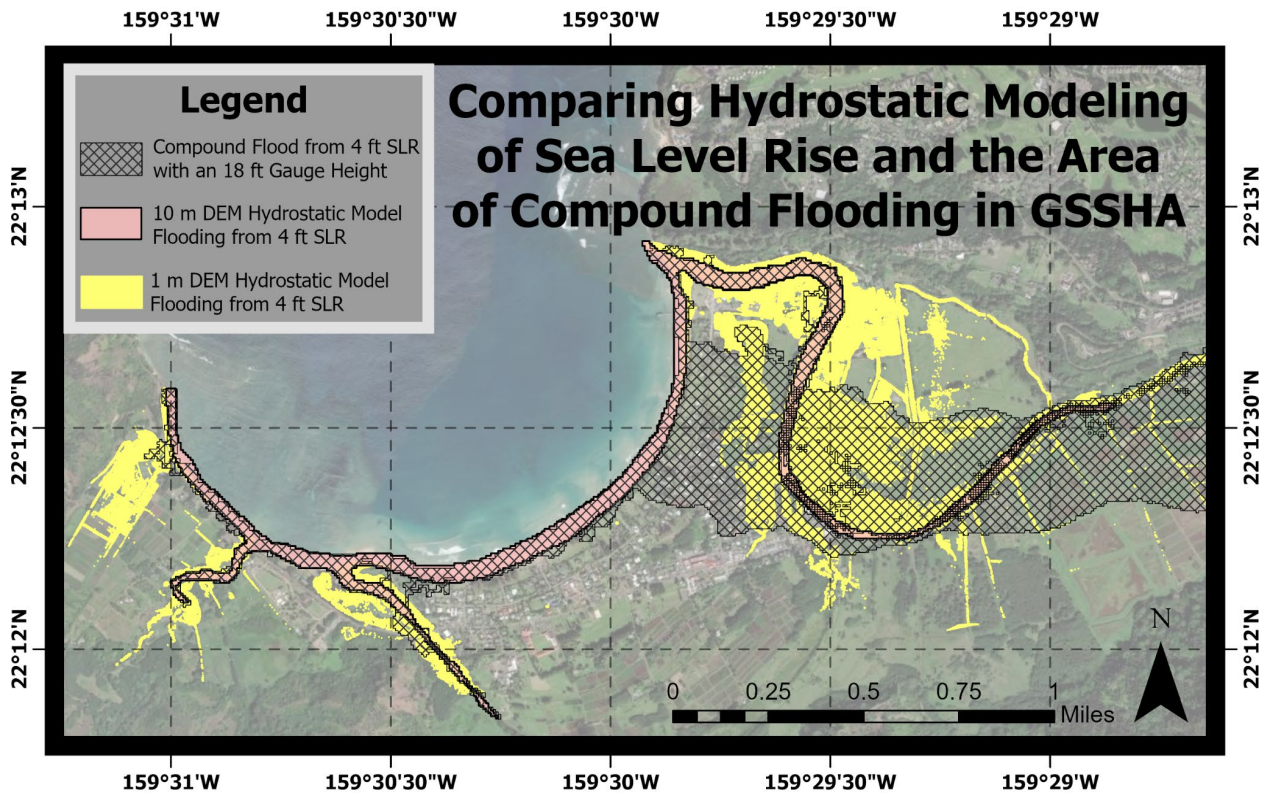 159°31'W 159°30'30"W 159°30'W 159°29'30"W 159°29'W
Legend
Compound Flood from 4 ft SLR
with an 18 ft Gauge Height
10 m DEM Hydrostatic Model
Flooding from 4 ft SLR
1 m DEM Hydrostatic Model
Flooding from 4 ft SLR
Comparing Hydrostatic Modeling
of Sea Level Rise and the Area
of Compound Flooding in GSSHA
22°13'N
22°12'30"N
22°12'N
22°13'N
22°12'30"N
22°12'N
N
0 0.25 0.5 0.75 1
Miles
159°31'W 159°30'30"W 159°30'W 159°29'30"W 159°29'W